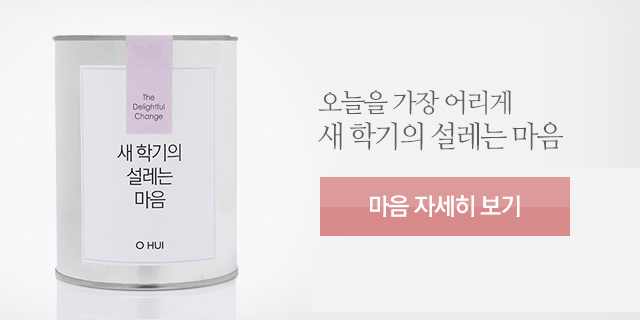 The
Delightful
Change
새 학기의
설레는
마음
O HUI
오늘을 가장 어리게
새 학기의 설레는 마음
마음 자세히 보기